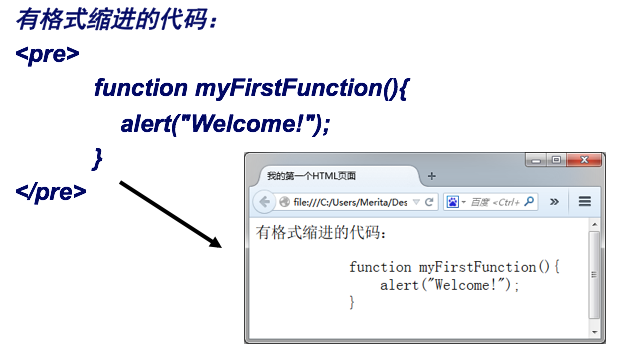 有格式缩进的代码：
<pre>
function myFirstFunction(){
alert("Welcome!");
}
</pre>
我的第一个HTML页面
file:///C:/Users/Merita/Des
百度 <Ctrl+
有格式缩进的代码：
function myFirstFunction(){
alert("Welcome!");
}